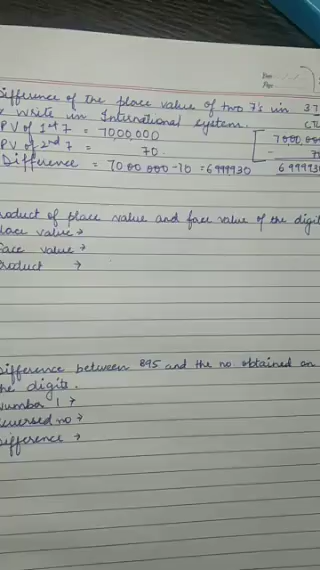 Difference of the place value of two 7's in 37
& write in International system.
PV of 1st 7 = 7000000
PV of 2nd 7 = 70.
Difference = 7000000-70 = 6999930
7000000
- 70
6999930
Product of place value and face value of the digit
Place value →
Face value →
Product →
Difference between 895 and the no. obtained on
the digits.
Number 1 →
Reversed no →
Difference →